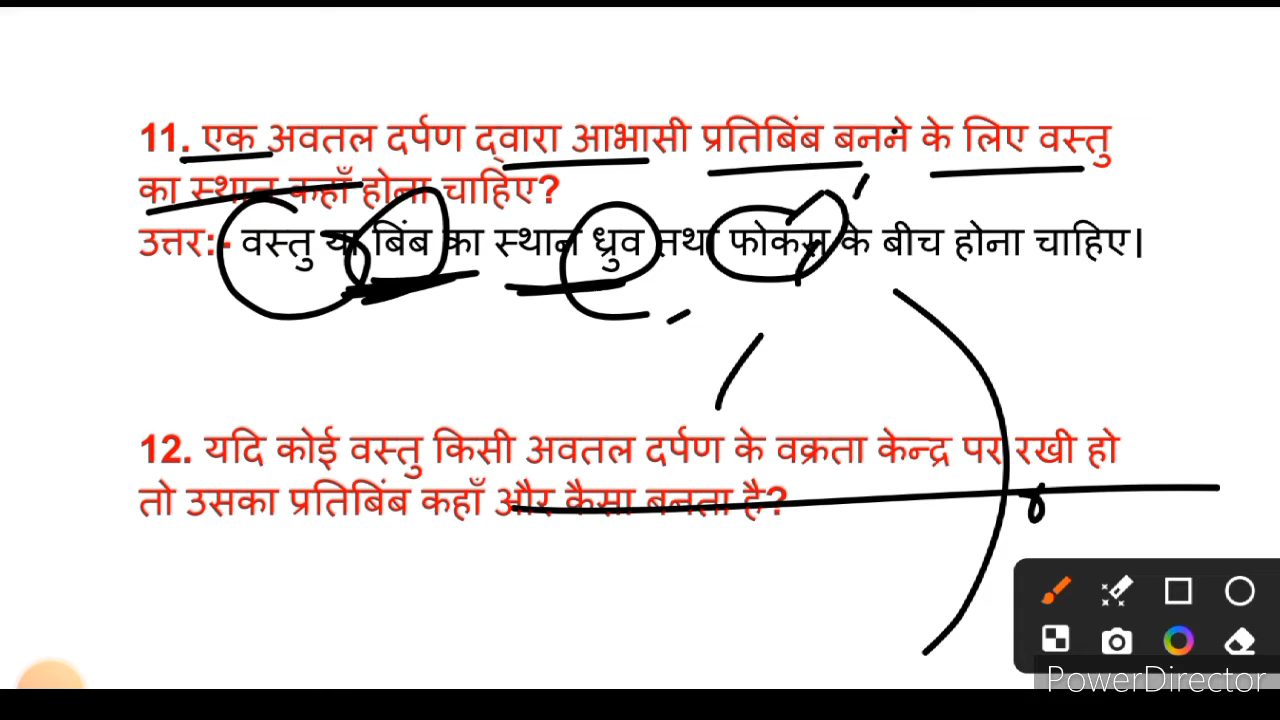 11. एक अवतल दर्पण द्वारा आभासी प्रतिबिंब बनने के लिए वस्तु
का स्थान कहाँ होना चाहिए?
उत्तर:- वस्तु या बिंब का स्थान ध्रुव तथा फोकस के बीच होना चाहिए।
12. यदि कोई वस्तु किसी अवतल दर्पण के वक्रता केन्द्र पर रखी हो
तो उसका प्रतिबिंब कहाँ और कैसा बनता है?
PowerDirector